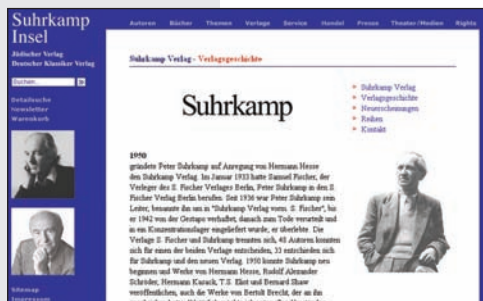 Suhrkamp
Insel
Jüdischer Verlag
Deutscher Klassiker Verlag
Suchen...
Detailsuche
Newsletter
Warenkorb
Sitemap
Impressum
Autoren Bücher Themen Verlage Service Handel Presse Theater/Medien Rights
Suhrkamp Verlag - Verlagsgeschichte
Suhrkamp
Suhrkamp Verlag
Verlagsgeschichte
Neuerscheinungen
Reihen
Kontakt
1950
gründete Peter Suhrkamp auf Anregung von Hermann Hesse
den Suhrkamp Verlag. Im Januar 1933 hatte Samuel Fischer, der
Verleger des S. Fischer Verlages Berlin, Peter Suhrkamp in den S.
Fischer Verlag Berlin berufen. Seit 1936 war Peter Suhrkamp sein
Leiter, benannte ihn um in "Suhrkamp Verlag vorm. S. Fischer", bis
er 1942 von der Gestapo verhaftet, danach zum Tode verurteilt und
in ein Konzentrationslager eingeliefert wurde, er überlebte. Die
Verlage S. Fischer und Suhrkamp trennten sich, 48 Autoren konnten
sich für einen der beiden Verlage entscheiden, 33 entschieden sich
für Suhrkamp und den neuen Verlag. 1950 konnte Suhrkamp neu
beginnen und Werke von Hermann Hesse, Rudolf Alexander
Schröder, Hermann Kasack, T.S. Eliot und Bernard Shaw
veröffentlichen, auch die Werke von Bertolt Brecht, der an ihn